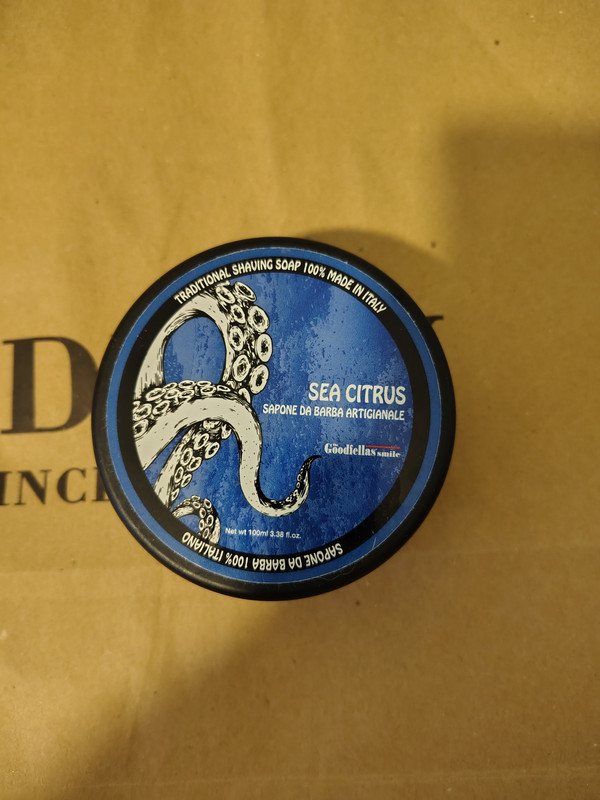 TRADITIONAL SHAVING SOAP 100% MADE IN ITALY
SEA CITRUS
SAPONE DA BARBA ARTIGIANALE
The Goodfellas' smile
Net wt 100ml 3.38 fl.oz.
SAPONE DA BARBA 100% ITALIANO